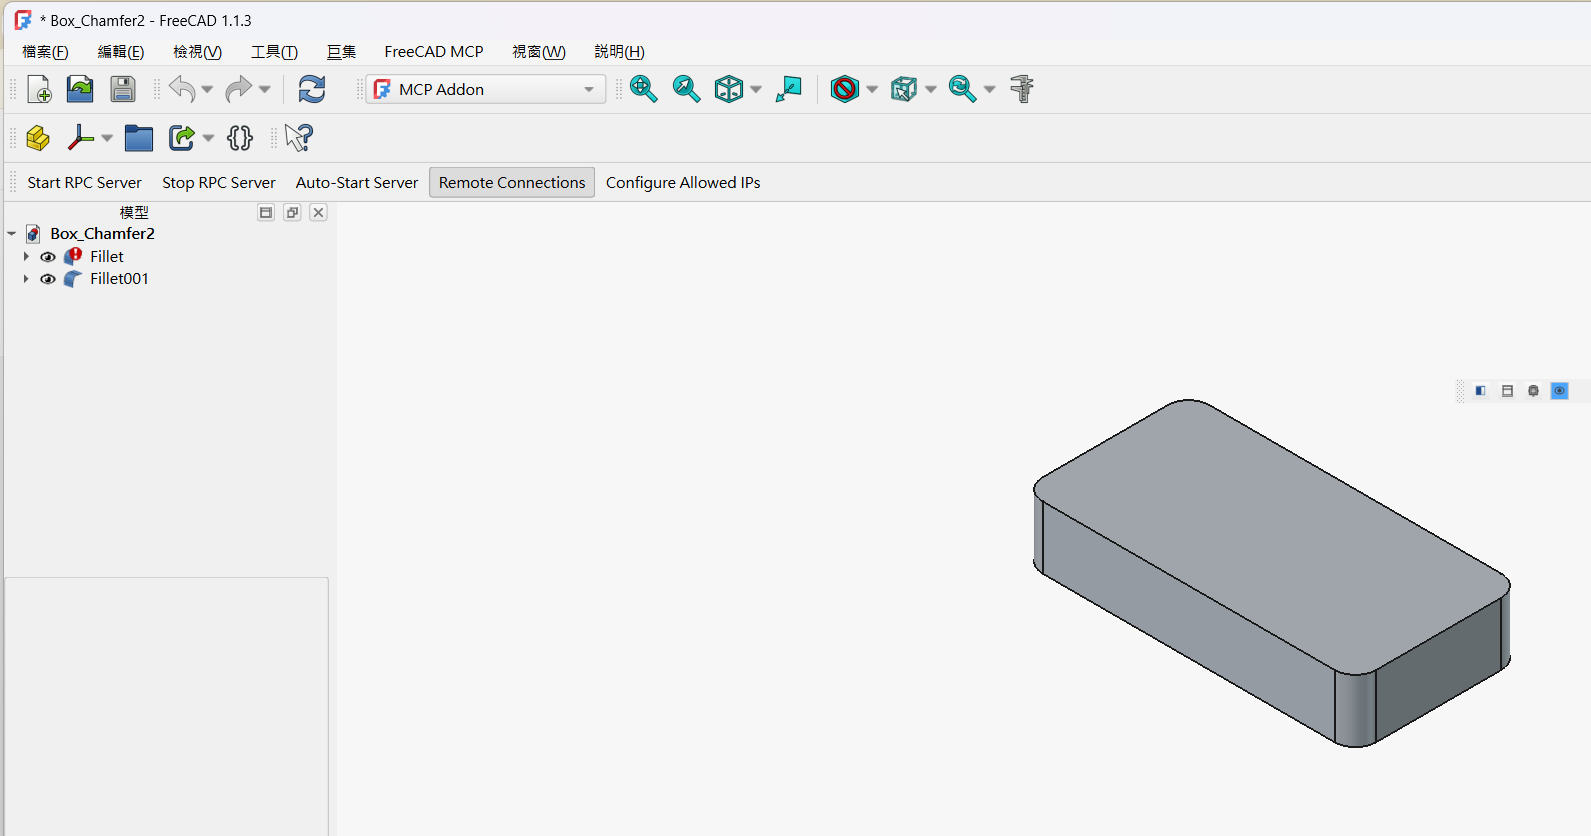 * Box_Chamfer2 - FreeCAD 1.1.3
檔案(F) 編輯(E) 檢視(V) 工具(T) 巨集 FreeCAD MCP 視窗(W) 說明(H)
MCP Addon
Start RPC Server Stop RPC Server Auto-Start Server Remote Connections Configure Allowed IPs
模型
Box_Chamfer2
Fillet
Fillet001